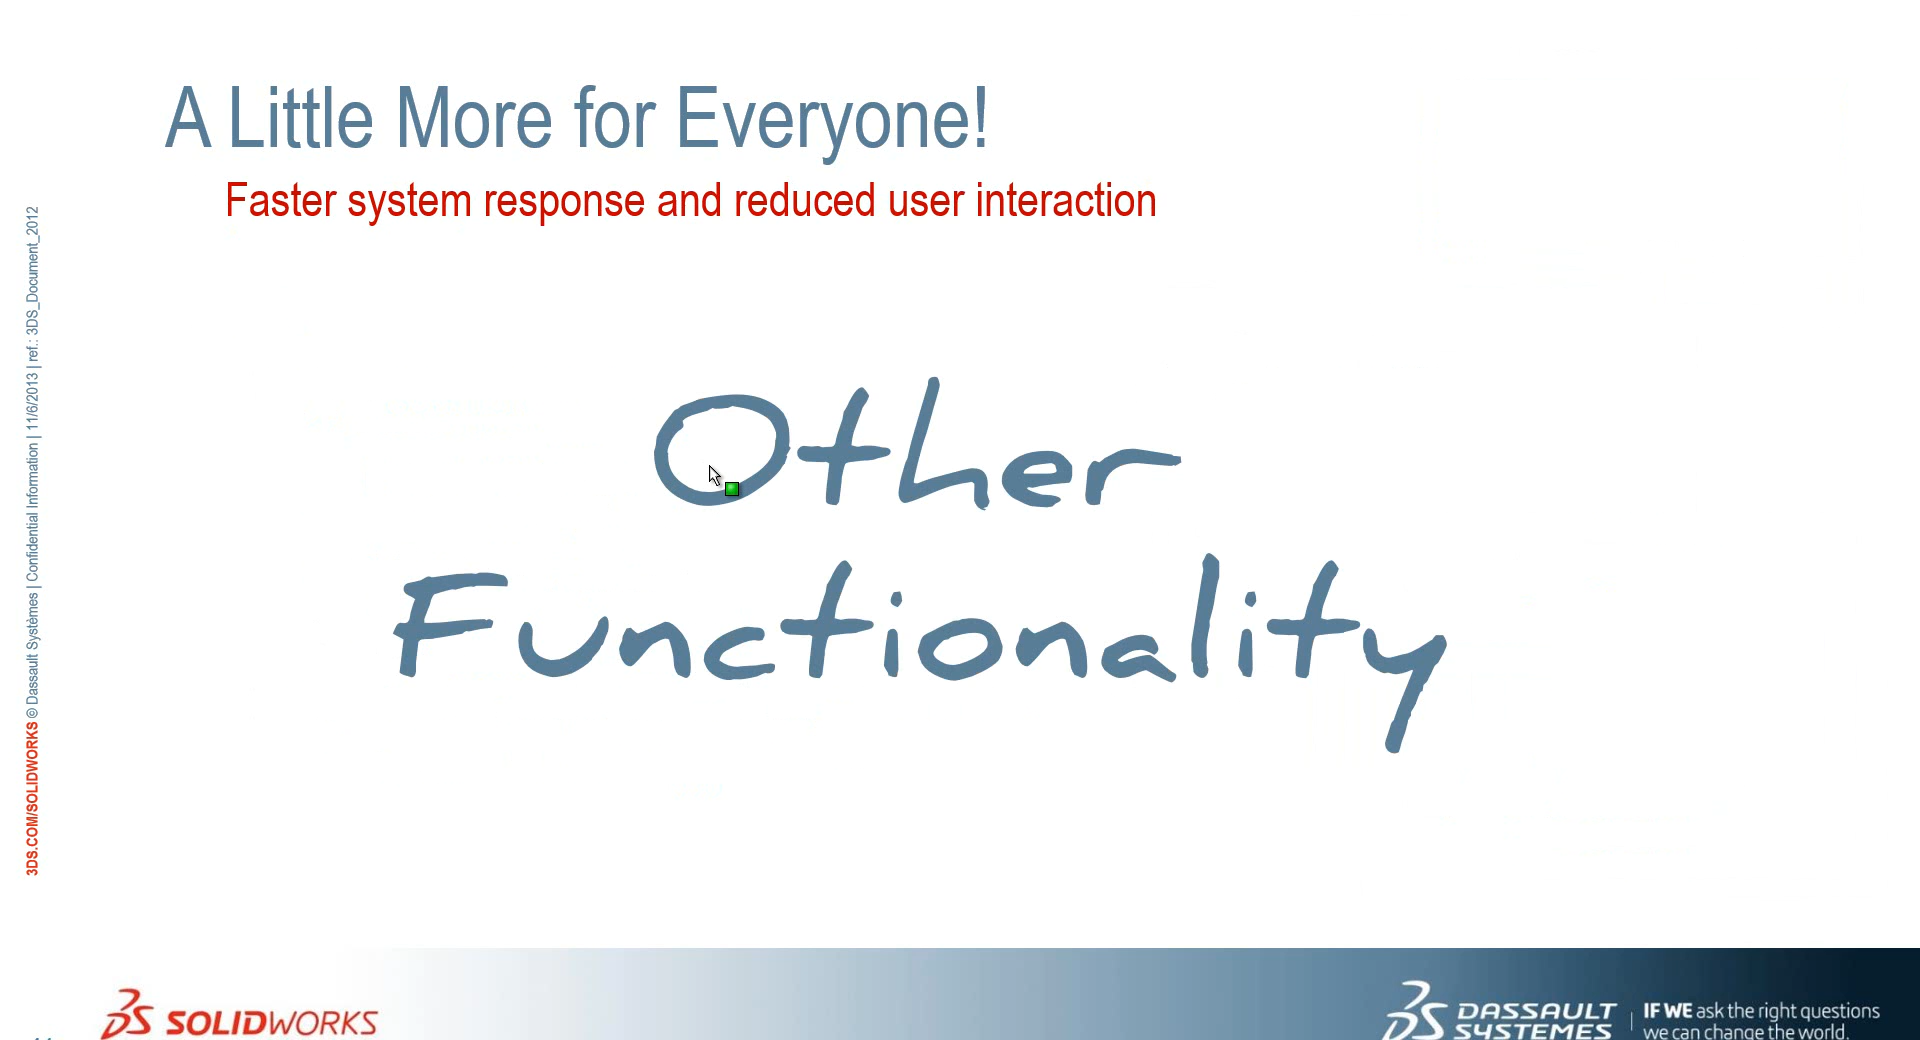 A Little More for Everyone!
Faster system response and reduced user interaction
3DS.COM/SOLIDWORKS © Dassault Systèmes | Confidential Information | 11/6/2013 | ref.: 3DS_Document_2012
Other
Functionality
SOLIDWORKS
DASSAULT
SYSTEMES
IF WE ask the right questions
we can change the world.